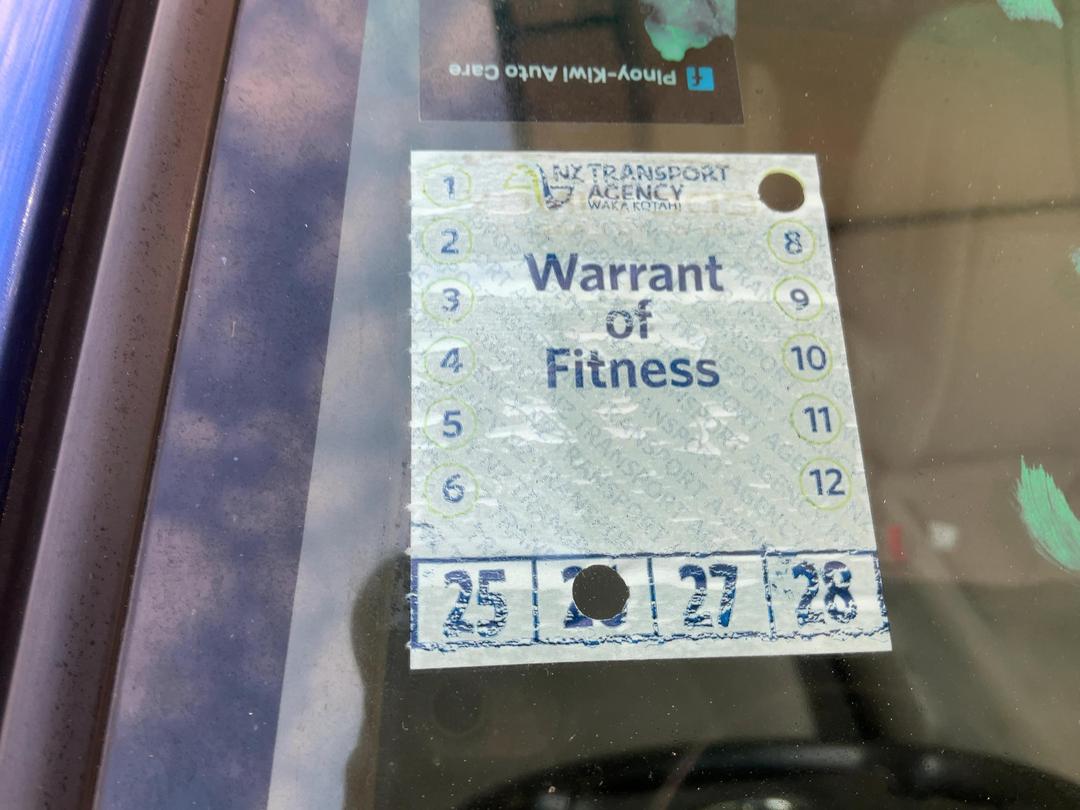 Pinoy-Kiwi Auto Care
NZ TRANSPORT
AGENCY
WAKA KOTAHI
Warrant
of
Fitness
1
2
3
4
5
6
8
9
10
11
12
25 27 28